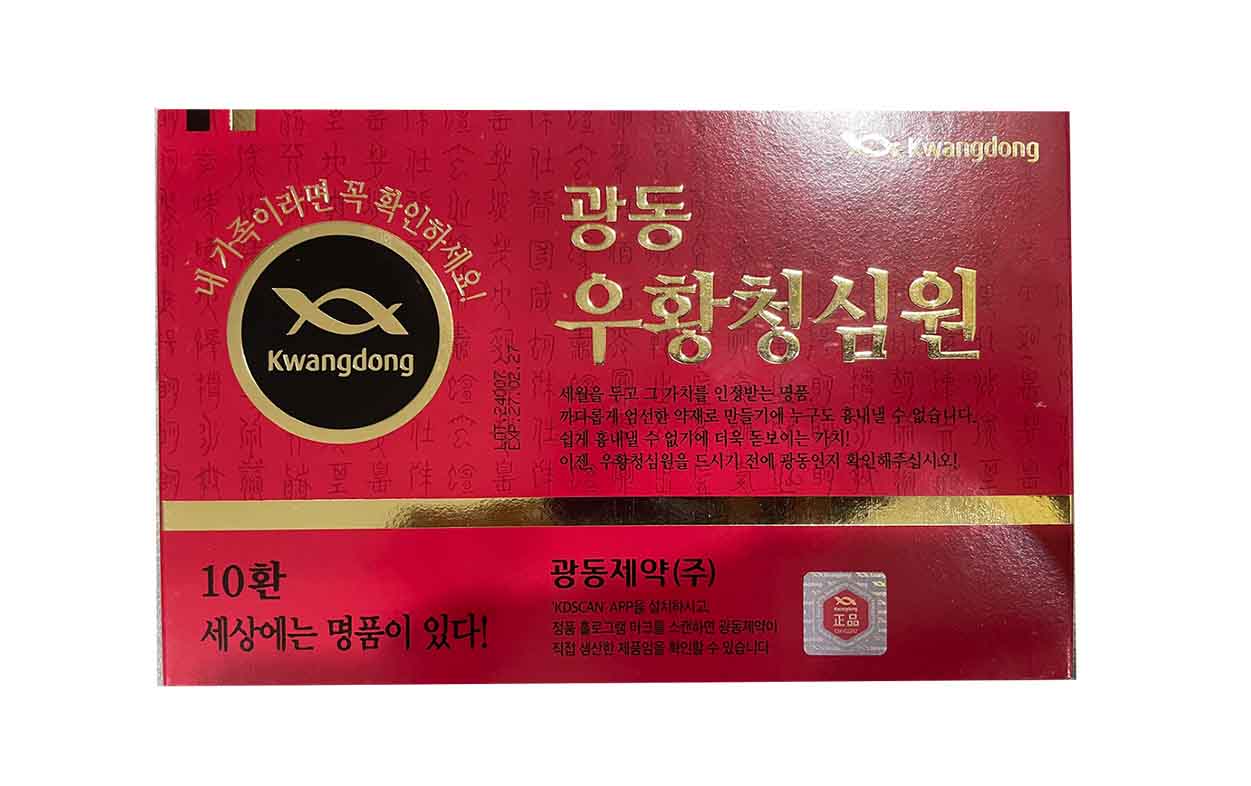 Kwangdong
내 가족이라면 꼭 확인하세요!
Kwangdong
광동
우황청심원
LOT:24007
EXP:27.02.27
세월을 두고 그 가치를 인정받는 명품,
까다롭게 엄선한 약재로 만들기에 누구도 흉내낼 수 없습니다.
쉽게 흉내낼 수 없기에 더욱 돋보이는 가치!
이젠, 우황청심원을 드시기 전에 광동인지 확인해주십시오!
10환
세상에는 명품이 있다!
광동제약(주)
'KDSCAN' APP을 설치하시고,
정품 홀로그램 마크를 스캔하면 광동제약이
직접 생산한 제품임을 확인할 수 있습니다
Kwangdong
正品